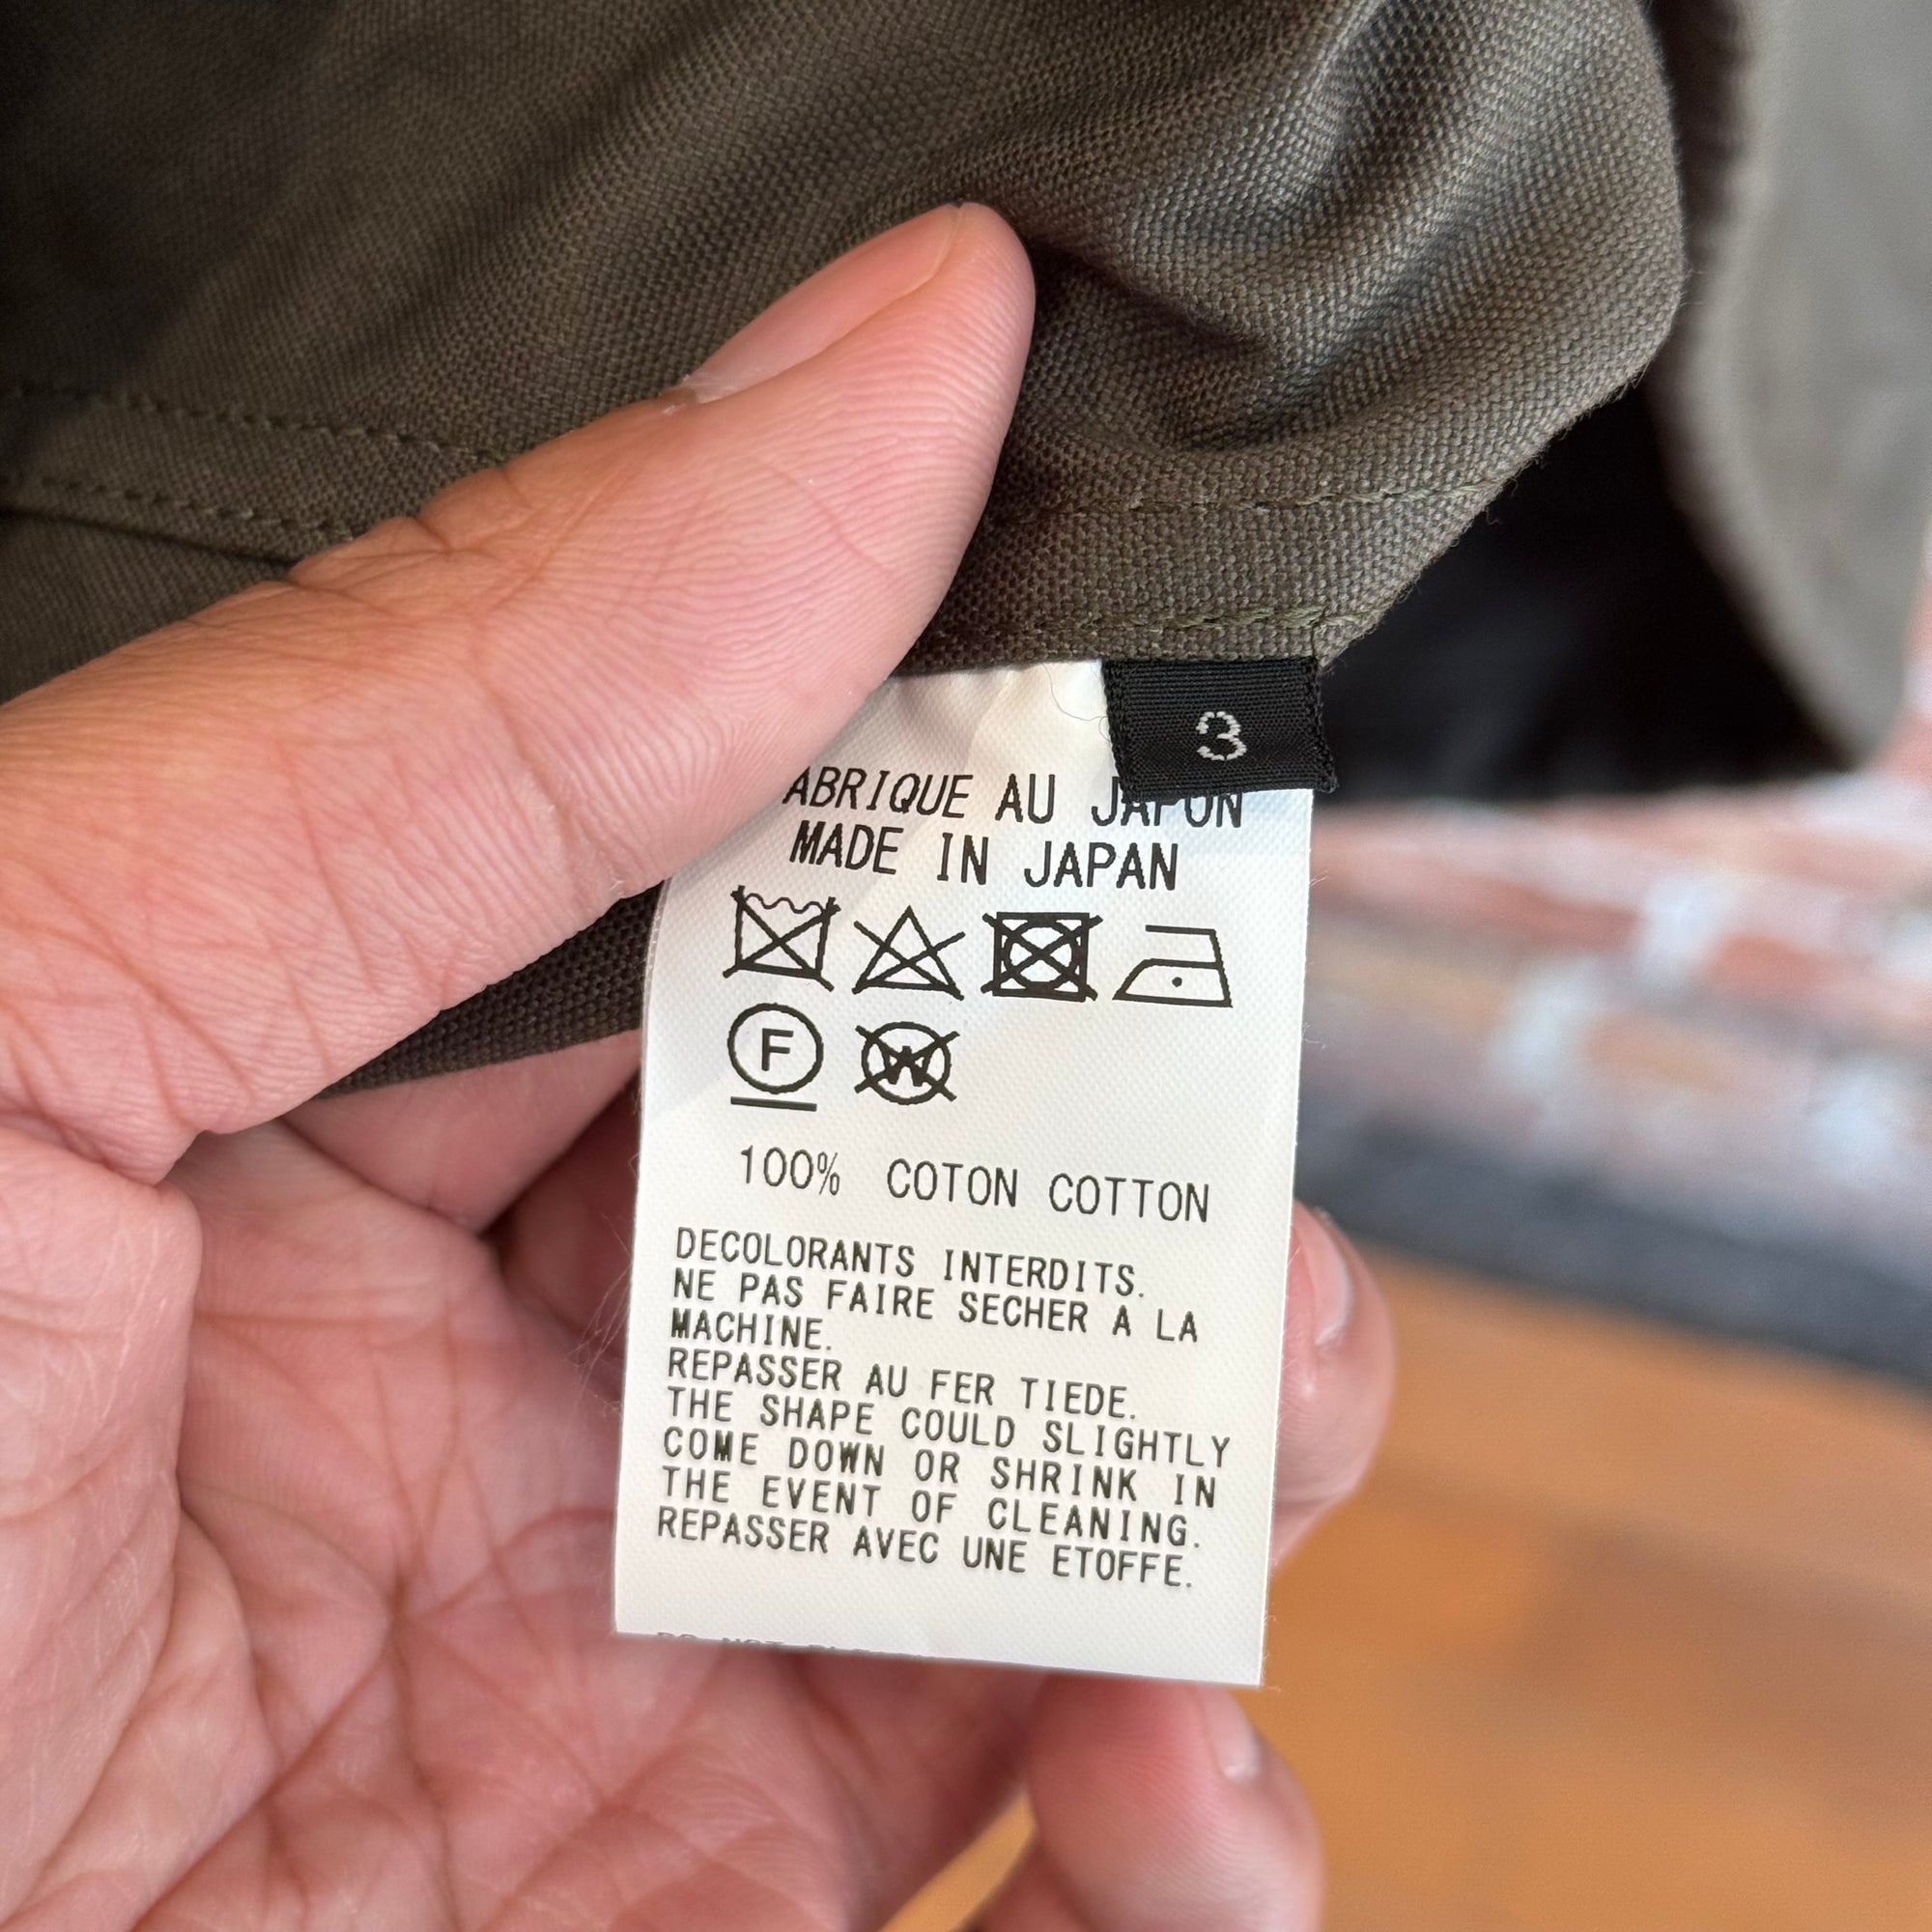 3
ABRIQUE AU JAPON
MADE IN JAPAN
F W
100% COTON COTTON
DECOLORANTS INTERDITS.
NE PAS FAIRE SECHER A LA
MACHINE.
REPASSER AU FER TIEDE.
THE SHAPE COULD SLIGHTLY
COME DOWN OR SHRINK IN
THE EVENT OF CLEANING.
REPASSER AVEC UNE ETOFFE.